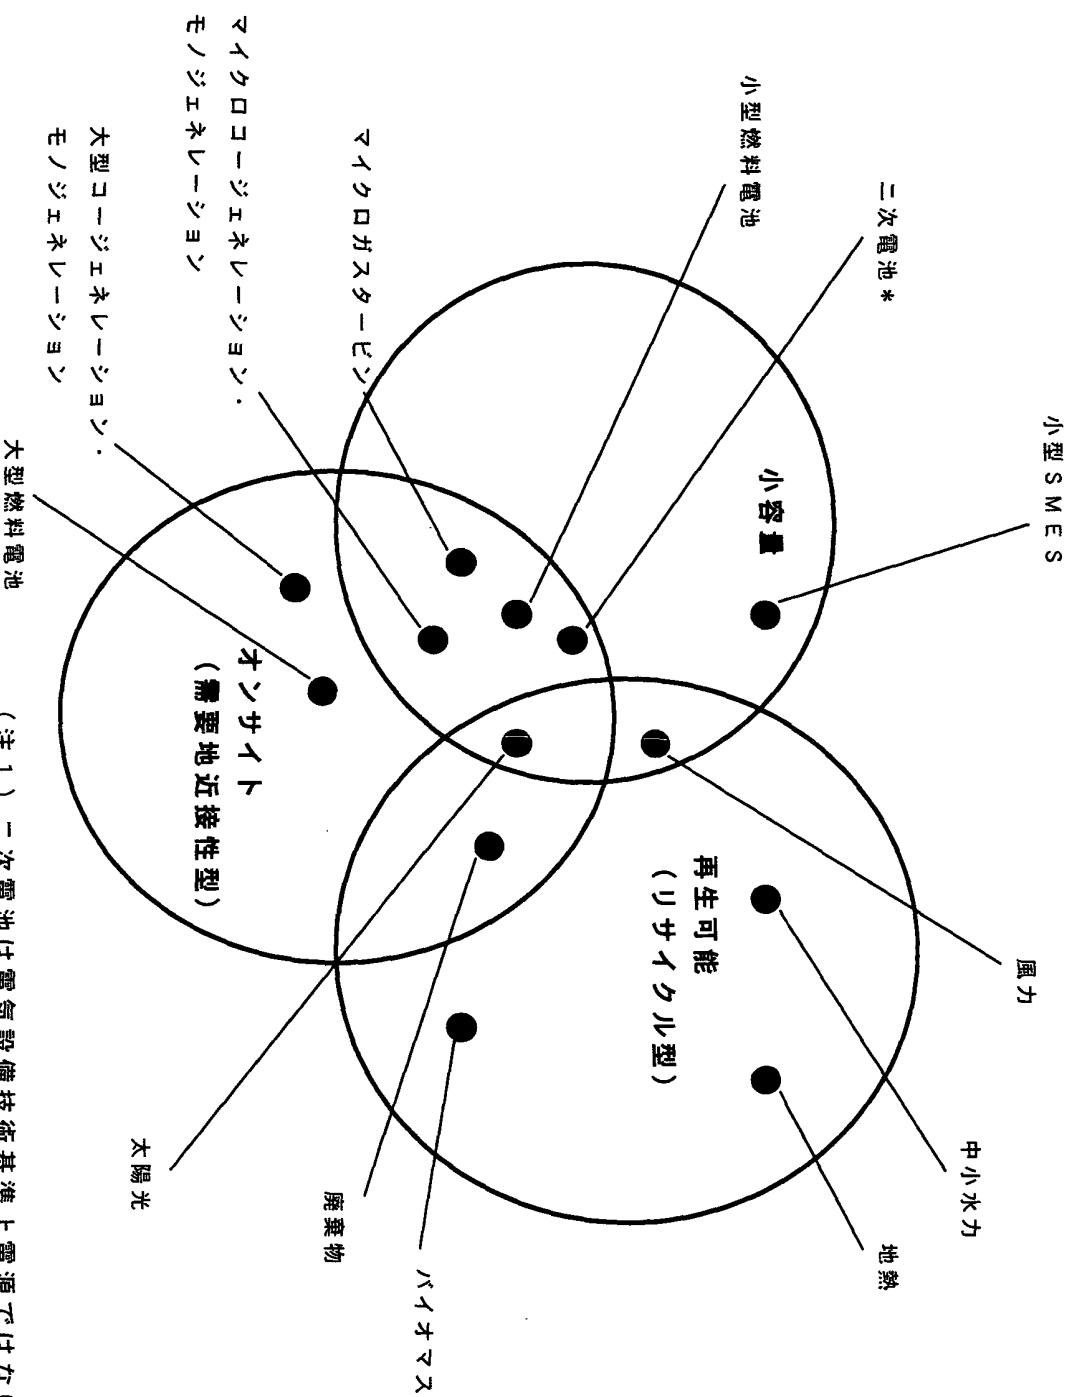 小型ＳＭＥＳ
二次電池＊
小型燃料電池
マイクロガスタービン
マイクロコージェネレーション・
モノジェネレーション
大型コージェネレーション・
モノジェネレーション
大型燃料電池
小容量
オンサイト
（需要地近接性型）
再生可能
（リサイクル型）
風力
中小水力
地熱
バイオマス
廃棄物
太陽光
（注１）二次電池は電気設備技術基準上電源ではな